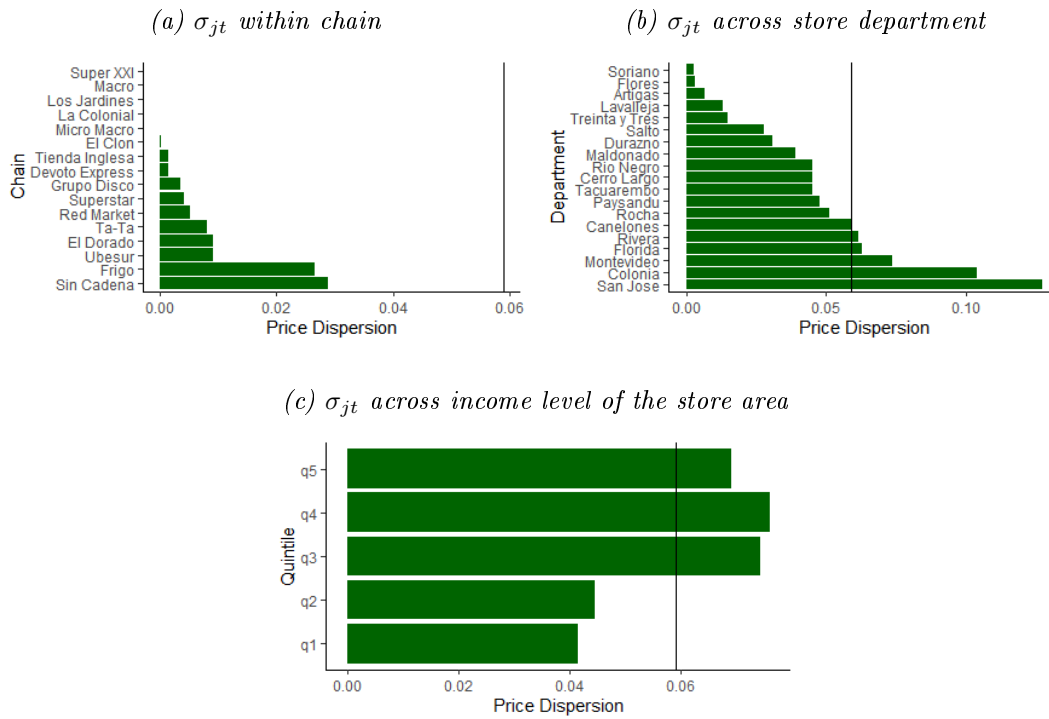 (a) σjt within chain
Super XXI
Macro
Los Jardines
La Colonial
Micro Macro
El Clon
Tienda Inglesa
Devoto Express
Grupo Disco
Superstar
Red Market
Ta-Ta
El Dorado
Ubesur
Frigo
Sin Cadena
Chain
0.00 0.02 0.04 0.06
Price Dispersion
(b) σjt across store department
Soriano
Flores
Artigas
Lavalleja
Treinta y Tres
Salto
Durazno
Maldonado
Rio Negro
Cerro Largo
Tacuarembo
Paysandu
Rocha
Canelones
Rivera
Florida
Montevideo
Colonia
San Jose
Department
0.00 0.05 0.10
Price Dispersion
(c) σjt across income level of the store area
q5
q4
q3
q2
q1
Quintile
0.00 0.02 0.04 0.06
Price Dispersion